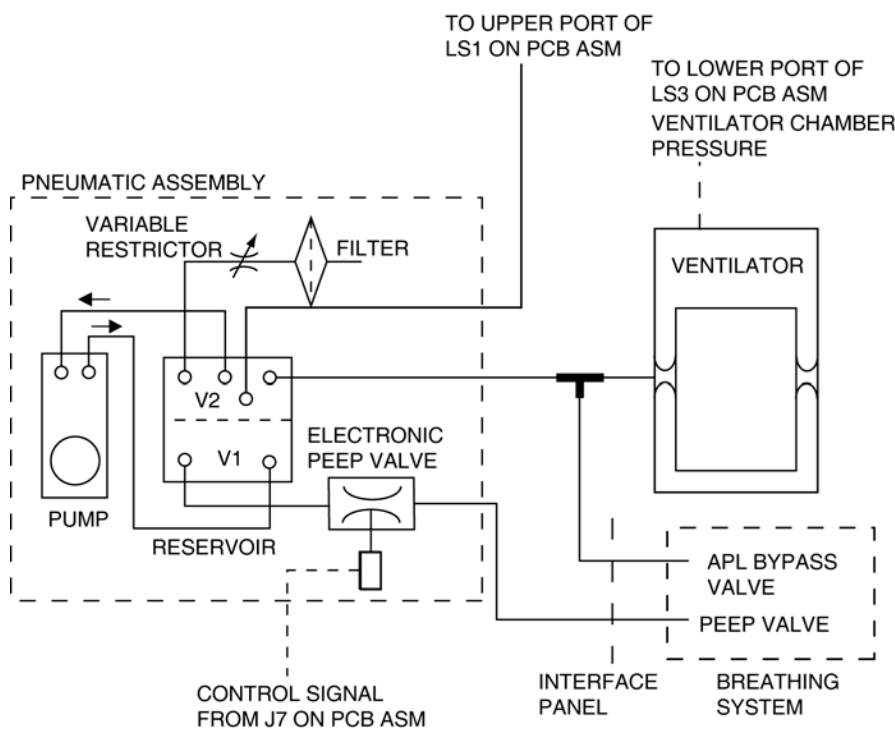 TO UPPER PORT OF
LS1 ON PCB ASM
TO LOWER PORT OF
LS3 ON PCB ASM
VENTILATOR CHAMBER
PRESSURE
PNEUMATIC ASSEMBLY
VARIABLE
RESTRICTOR
FILTER
VENTILATOR
V2
V1
ELECTRONIC
PEEP VALVE
PUMP
RESERVOIR
APL BYPASS
VALVE
PEEP VALVE
CONTROL SIGNAL
FROM J7 ON PCB ASM
INTERFACE
PANEL
BREATHING
SYSTEM